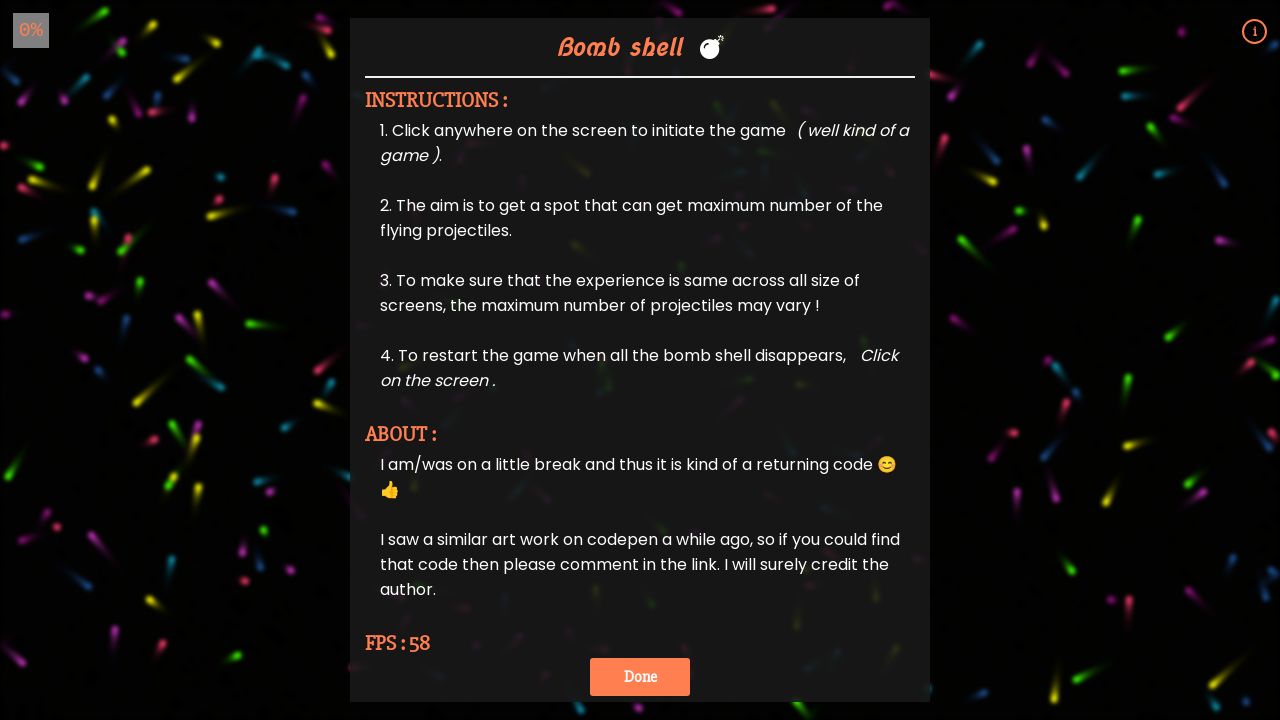 0%
i
Bomb shell 💣
INSTRUCTIONS :
1. Click anywhere on the screen to initiate the game ( well kind of a
game ).
2. The aim is to get a spot that can get maximum number of the
flying projectiles.
3. To make sure that the experience is same across all size of
screens, the maximum number of projectiles may vary !
4. To restart the game when all the bomb shell disappears, Click
on the screen .
ABOUT :
I am/was on a little break and thus it is kind of a returning code 😊
👍
I saw a similar art work on codepen a while ago, so if you could find
that code then please comment in the link. I will surely credit the
author.
FPS : 58
Done